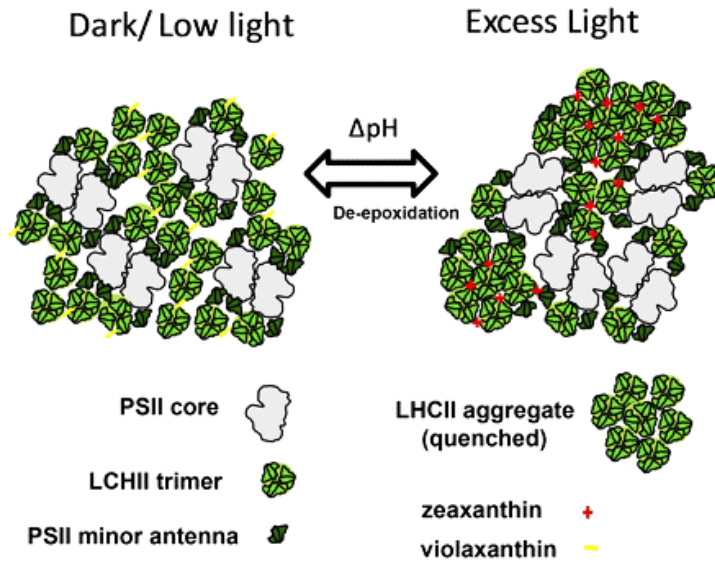 Dark/ Low light
Excess Light
ΔpH
De-epoxidation
PSII core
LCHII trimer
PSII minor antenna
LHCII aggregate
(quenched)
zeaxanthin
violaxanthin